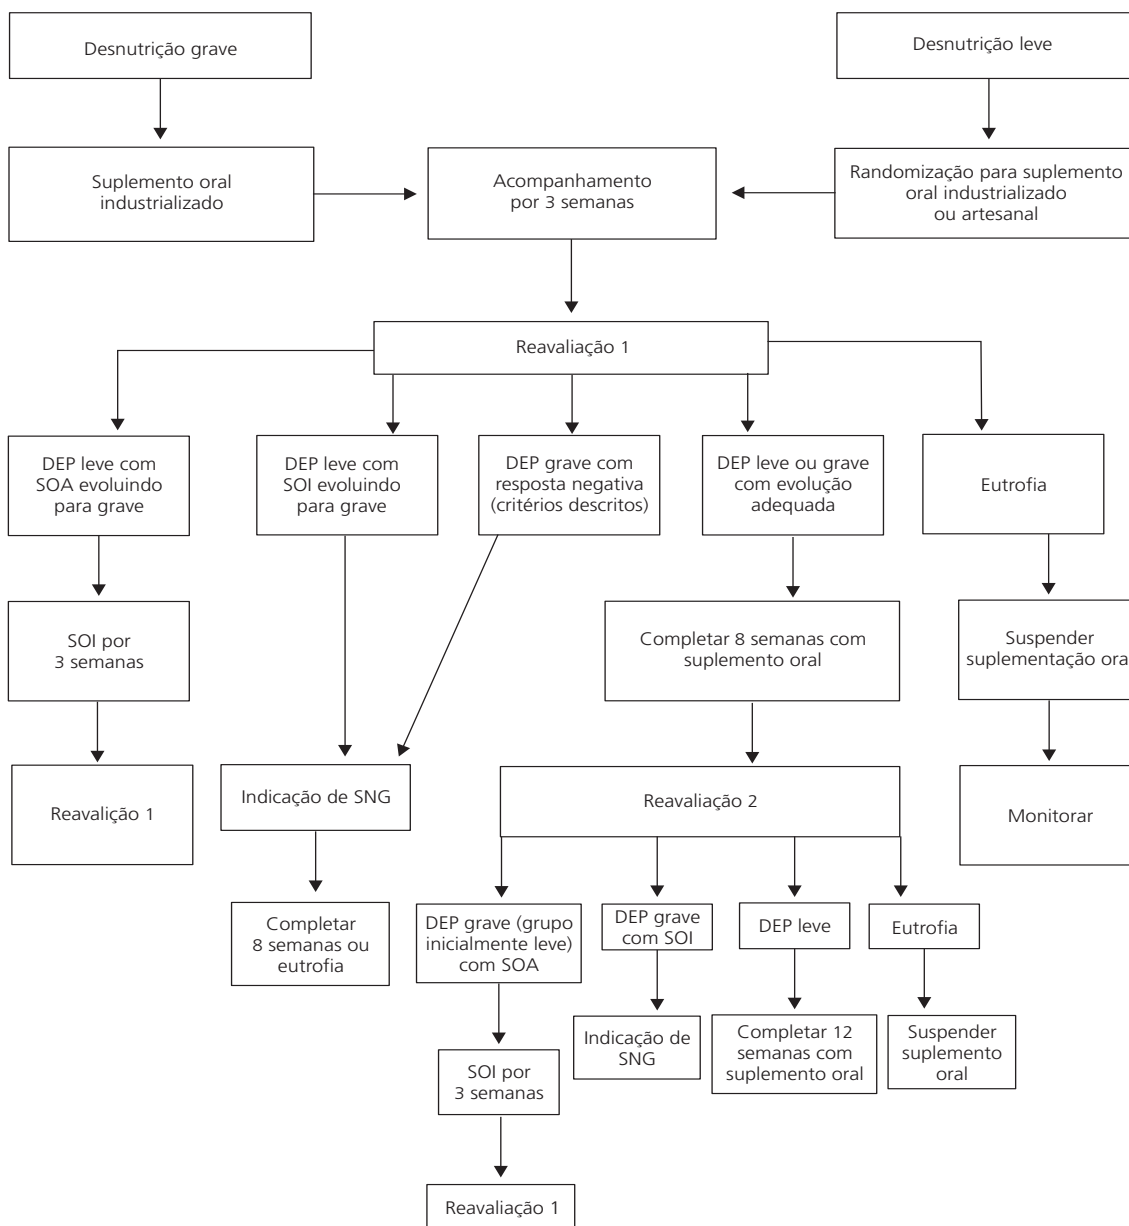 Desnutrição grave
Desnutrição leve
Suplemento oral
industrializado
Acompanhamento
por 3 semanas
Randomização para suplemento
oral industrializado
ou artesanal
Reavaliação 1
DEP leve com
SOA evoluindo
para grave
DEP leve com
SOI evoluindo
para grave
DEP grave com
resposta negativa
(critérios descritos)
DEP leve ou grave
com evolução
adequada
Eutrofia
SOI por
3 semanas
Completar 8 semanas com
suplemento oral
Suspender
suplementação oral
Reavalição 1
Indicação de SNG
Reavaliação 2
Monitorar
Completar
8 semanas ou
eutrofia
DEP grave (grupo
inicialmente leve)
com SOA
DEP grave
com SOI
DEP leve
Eutrofia
SOI por
3 semanas
Indicação de
SNG
Completar 12
semanas com
suplemento oral
Suspender
suplemento
oral
Reavaliação 1